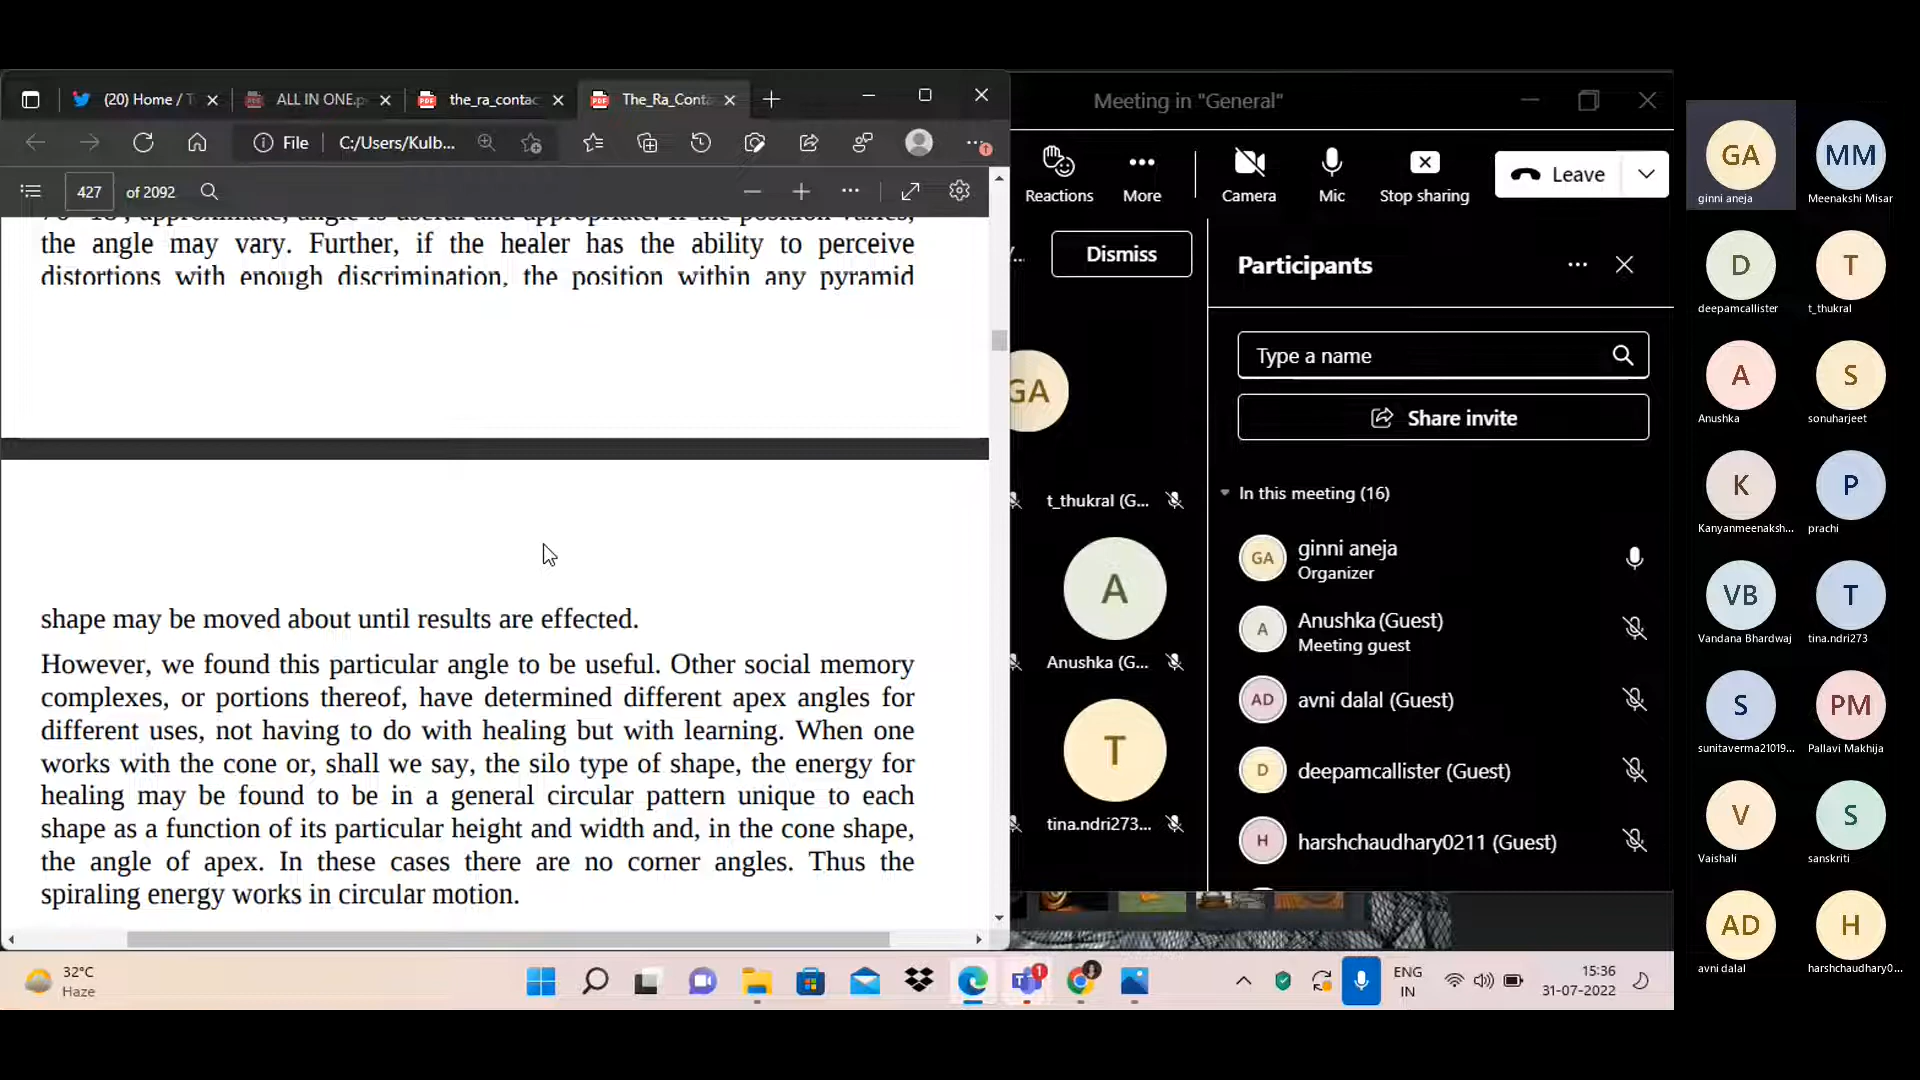 (20) Home / T
ALL IN ONE.p
the_ra_contac
The_Ra_Conta
File
C:/Users/Kulb...
427 of 2092
the angle may vary. Further, if the healer has the ability to perceive
distortions with enough discrimination, the position within any pyramid
shape may be moved about until results are effected.
However, we found this particular angle to be useful. Other social memory
complexes, or portions thereof, have determined different apex angles for
different uses, not having to do with healing but with learning. When one
works with the cone or, shall we say, the silo type of shape, the energy for
healing may be found to be in a general circular pattern unique to each
shape as a function of its particular height and width and, in the cone shape,
the angle of apex. In these cases there are no corner angles. Thus the
spiraling energy works in circular motion.
Meeting in "General"
Reactions
More
Camera
Mic
Stop sharing
Leave
Dismiss
GA
t_thukral (G...
A
Anushka (G...
T
tina.ndri273...
Participants
Type a name
Share invite
In this meeting (16)
GA
ginni aneja
Organizer
A
Anushka (Guest)
Meeting guest
AD
avni dalal (Guest)
D
deepamcallister (Guest)
H
harshchaudhary0211 (Guest)
GA
ginni aneja
MM
Meenakshi Misar
D
deepamcallister
T
t_thukral
A
Anushka
S
sonuharjeet
K
Kanyanmeenaksh...
P
prachi
VB
Vandana Bhardwaj
T
tina.ndri273
S
sunitaverma21019...
PM
Pallavi Makhija
V
Vaishali
S
sanskriti
AD
avni dalal
H
harshchaudhary0...
32°C
Haze
1
ENG
IN
15:36
31-07-2022